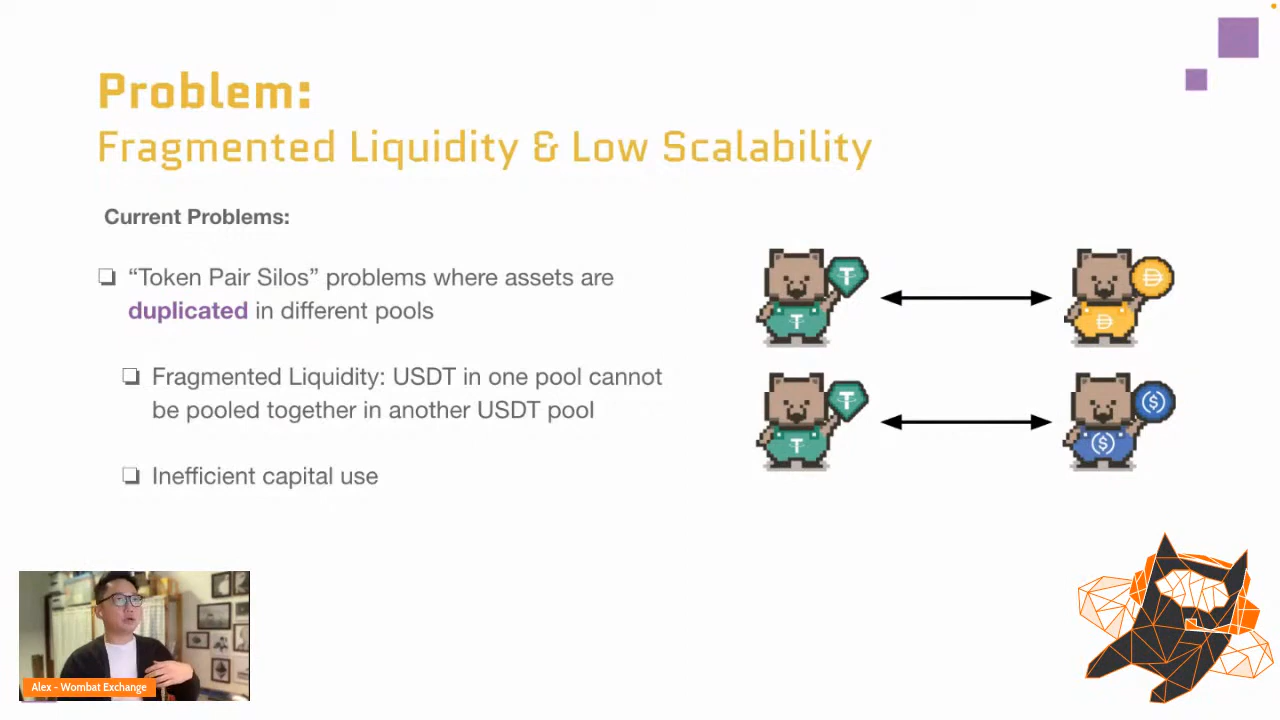 Problem:
Fragmented Liquidity & Low Scalability
Current Problems:
❏ “Token Pair Silos” problems where assets are
duplicated in different pools
❏ Fragmented Liquidity: USDT in one pool cannot
be pooled together in another USDT pool
❏ Inefficient capital use
Alex - Wombat Exchange